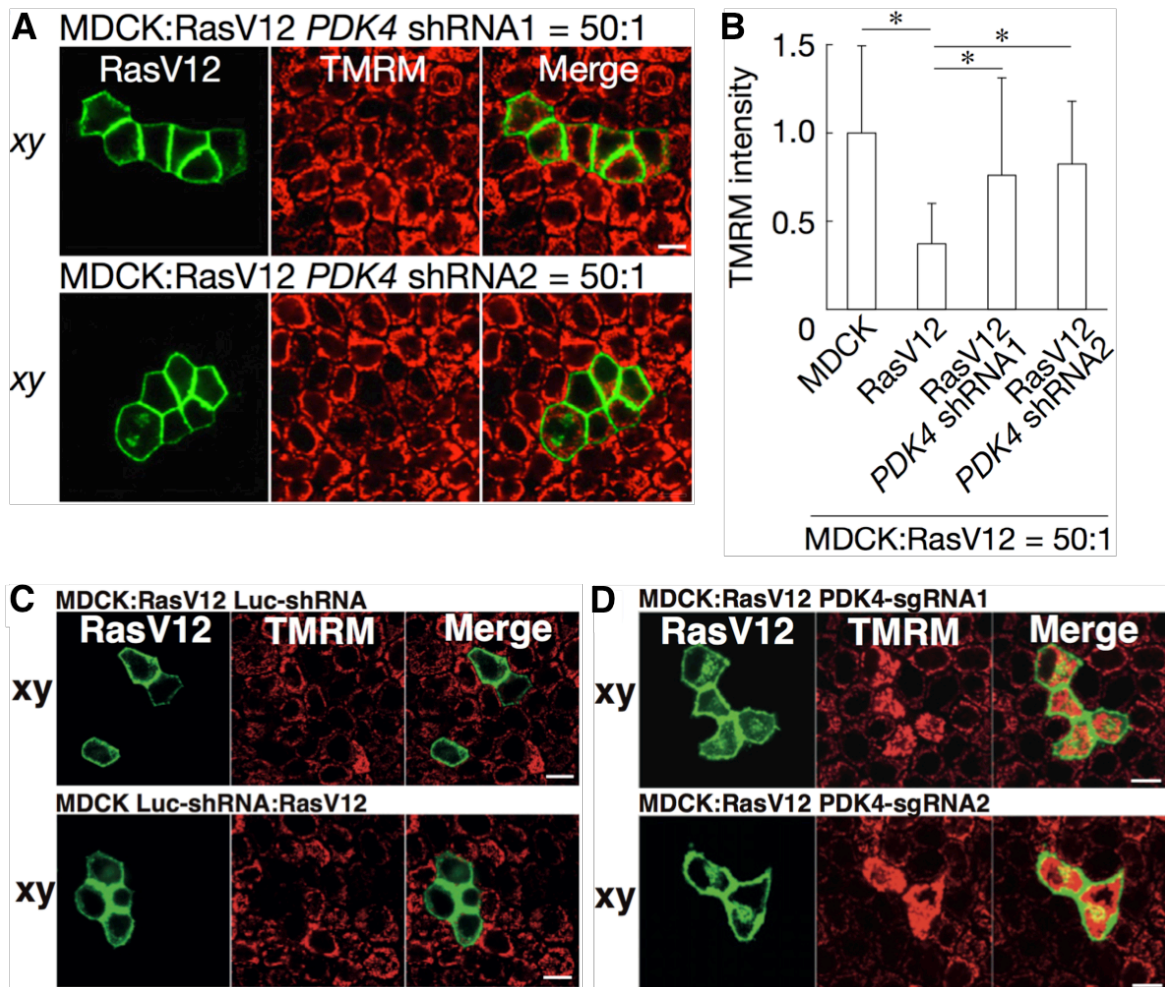 A
MDCK:RasV12 PDK4 shRNA1 = 50:1
RasV12 TMRM Merge
xy
MDCK:RasV12 PDK4 shRNA2 = 50:1
xy
B
TMRM intensity
1.5
1.0
0.5
0
*
*
*
MDCK
RasV12
RasV12
PDK4 shRNA1
RasV12
PDK4 shRNA2
MDCK:RasV12 = 50:1
C
MDCK:RasV12 Luc-shRNA
RasV12 TMRM Merge
xy
MDCK Luc-shRNA:RasV12
xy
D
MDCK:RasV12 PDK4-sgRNA1
RasV12 TMRM Merge
xy
MDCK:RasV12 PDK4-sgRNA2
xy